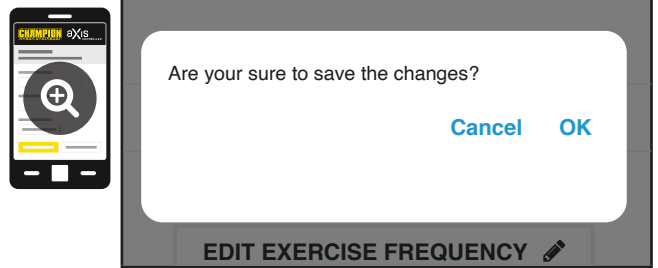 CHAMPION aXis
Are your sure to save the changes?
Cancel OK
EDIT EXERCISE FREQUENCY